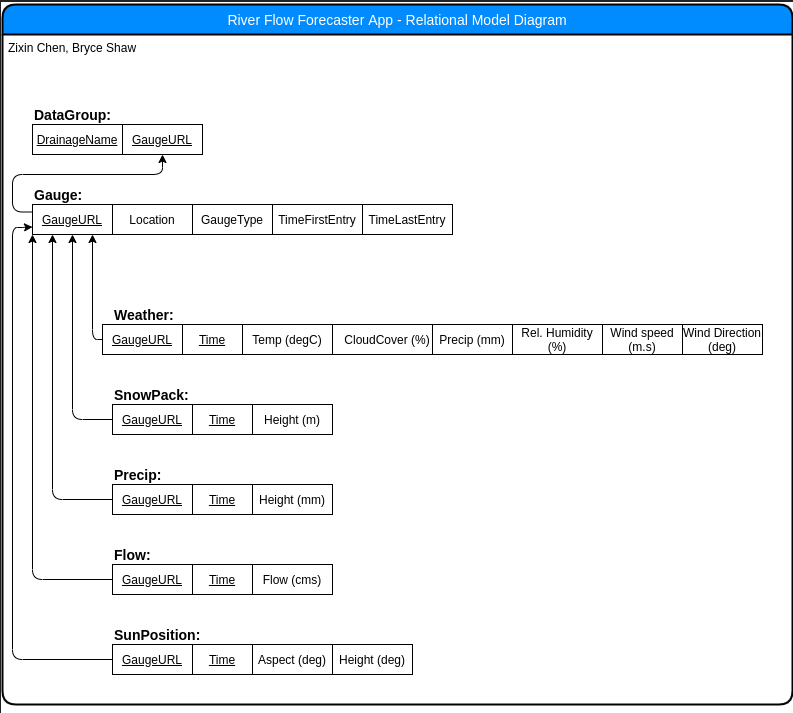 River Flow Forecaster App - Relational Model Diagram
Zixin Chen, Bryce Shaw
DataGroup:
DrainageName GaugeURL
Gauge:
GaugeURL Location GaugeType TimeFirstEntry TimeLastEntry
Weather:
GaugeURL Time Temp (degC) CloudCover (%) Precip (mm) Rel. Humidity (%) Wind speed (m.s) Wind Direction (deg)
SnowPack:
GaugeURL Time Height (m)
Precip:
GaugeURL Time Height (mm)
Flow:
GaugeURL Time Flow (cms)
SunPosition:
GaugeURL Time Aspect (deg) Height (deg)